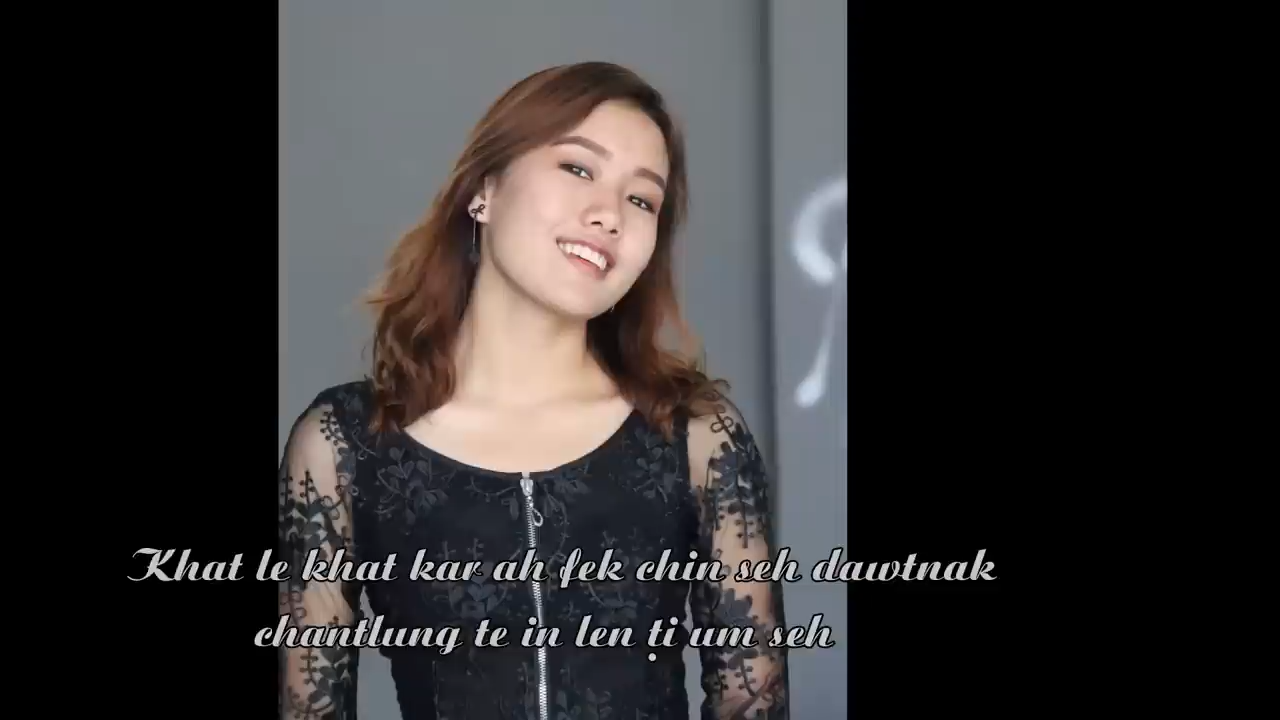 Khat le khat kar ah fek chin seh dawtnak
chantlung te in len ṭi um seh